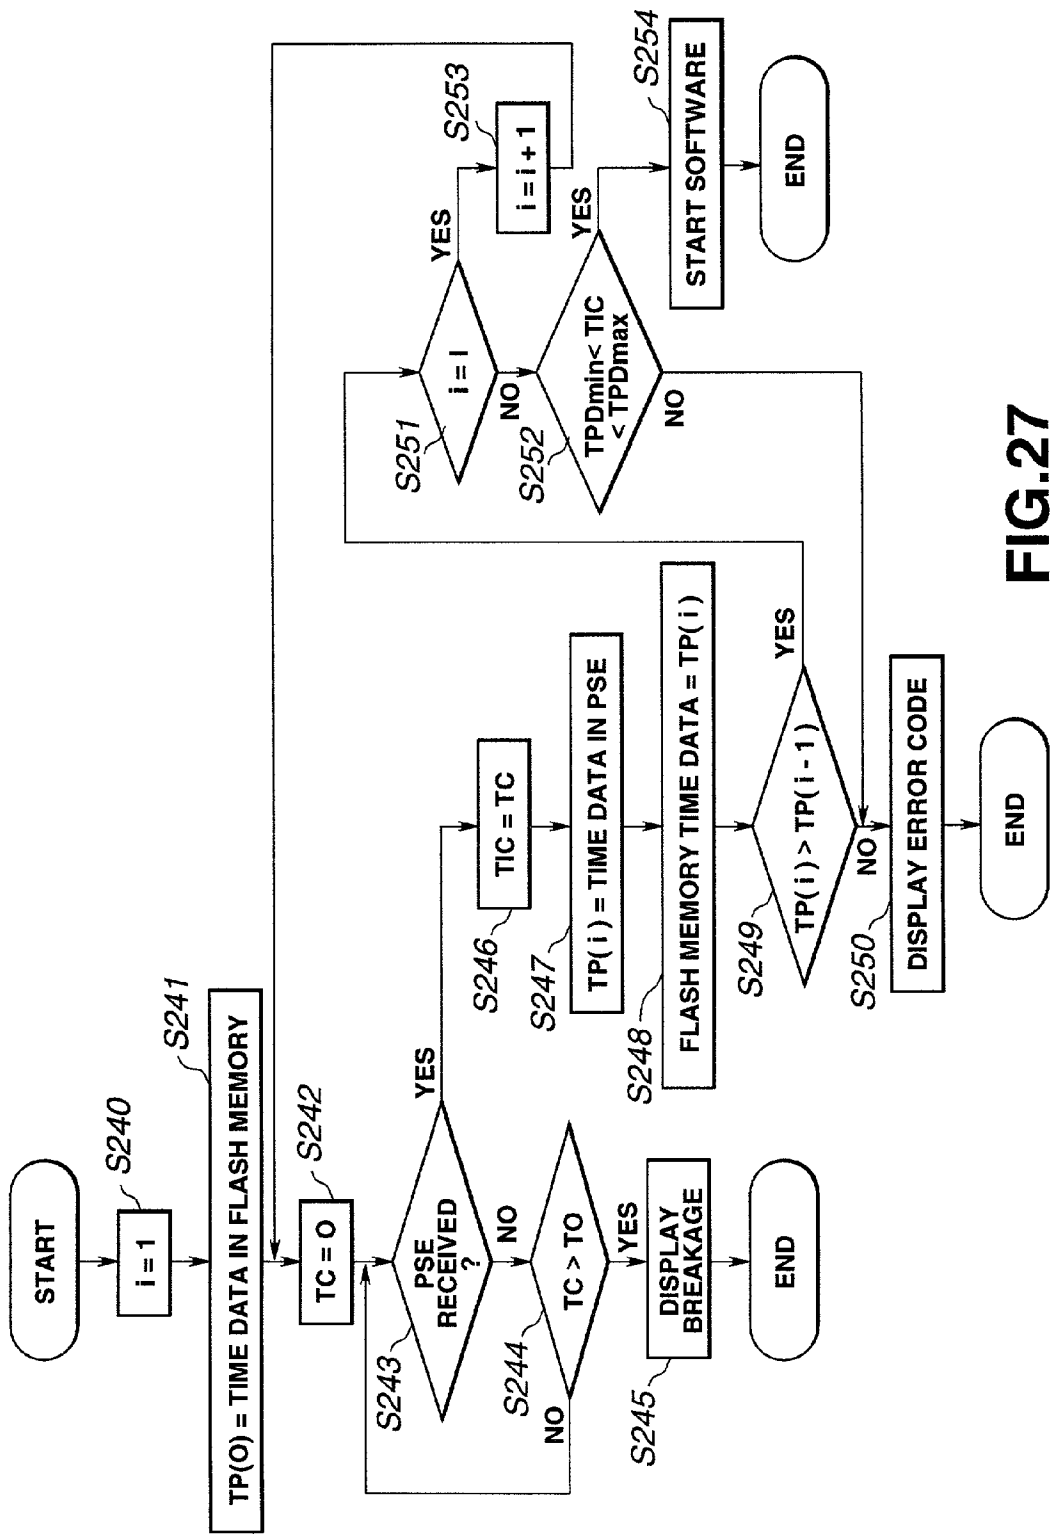 START
S240
i = 1
S241
TP(O) = TIME DATA IN FLASH MEMORY
S242
TC = O
S243
PSE
RECEIVED
?
YES
NO
S244
TC > TO
NO
YES
S245
DISPLAY
BREAKAGE
END
S246
TIC = TC
S247
TP( i ) = TIME DATA IN PSE
S248
FLASH MEMORY TIME DATA = TP( i )
S249
TP( i ) > TP( i - 1)
YES
NO
S250
DISPLAY ERROR CODE
END
S251
i = I
YES
NO
S253
i = i + 1
S252
TPDmin< TIC
< TPDmax
YES
NO
S254
START SOFTWARE
END
FIG.27